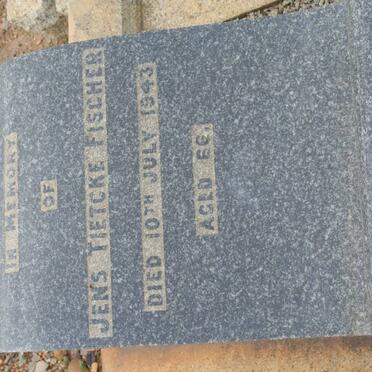 IN MEMORY
OF
JENS TIETCKE FISCHER
DIED 10TH JULY 1943
AGED 66.